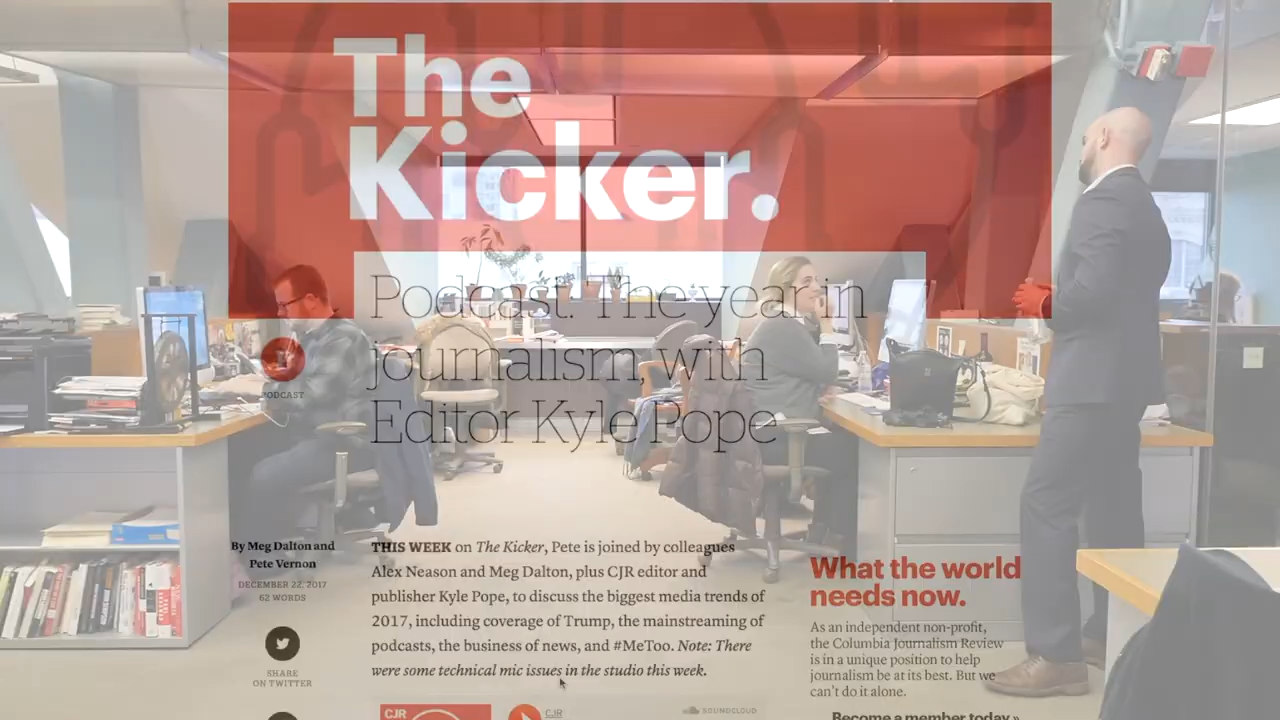 The
Kicker.
Podcast: The year in
journalism, with
Editor Kyle Pope
PODCAST
By Meg Dalton and
Pete Vernon
DECEMBER 22, 2017
62 WORDS
SHARE
ON TWITTER
THIS WEEK on The Kicker, Pete is joined by colleagues
Alex Neason and Meg Dalton, plus CJR editor and
publisher Kyle Pope, to discuss the biggest media trends of
2017, including coverage of Trump, the mainstreaming of
podcasts, the business of news, and #MeToo. Note: There
were some technical mic issues in the studio this week.
CJR
CJR
SOUNDCLOUD
What the world
needs now.
As an independent non-profit,
the Columbia Journalism Review
is in a unique position to help
journalism be at its best. But we
can't do it alone.
Become a member today »